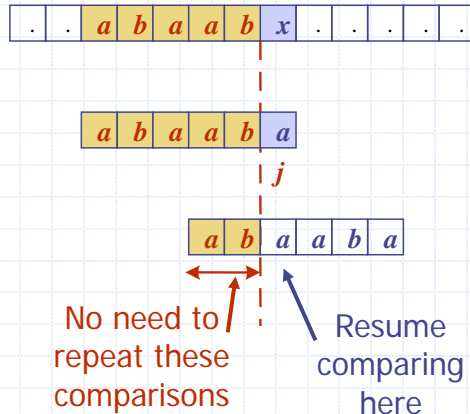 . . a b a a b x . . . . .
a b a a b a
j
a b a a b a
No need to
repeat these
comparisons
Resume
comparing
here